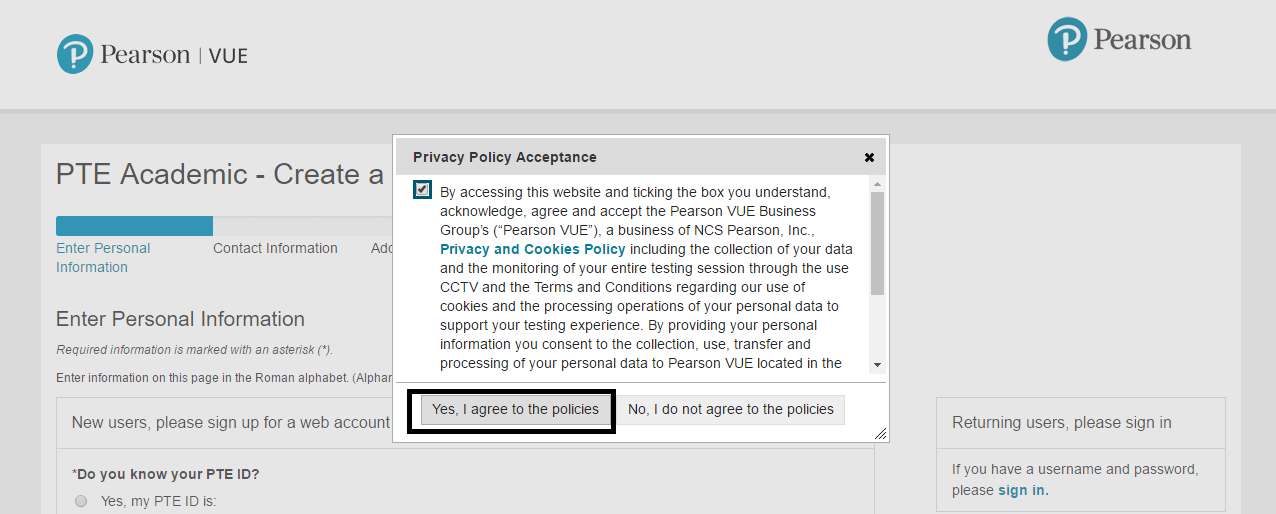 Pearson | VUE
Pearson
PTE Academic - Create a
Enter Personal
Information
Contact Information
Privacy Policy Acceptance
By accessing this website and ticking the box you understand,
acknowledge, agree and accept the Pearson VUE Business
Group's (“Pearson VUE”), a business of NCS Pearson, Inc.,
Privacy and Cookies Policy including the collection of your data
and the monitoring of your entire testing session through the use
CCTV and the Terms and Conditions regarding our use of
cookies and the processing operations of your personal data to
support your testing experience. By providing your personal
information you consent to the collection, use, transfer and
processing of your personal data to Pearson VUE located in the
Yes, I agree to the policies
No, I do not agree to the policies
Enter Personal Information
Required information is marked with an asterisk (*).
Enter information on this page in the Roman alphabet.
New users, please sign up for a web account
*Do you know your PTE ID?
Yes, my PTE ID is:
Returning users, please sign in
If you have a username and password,
please sign in.